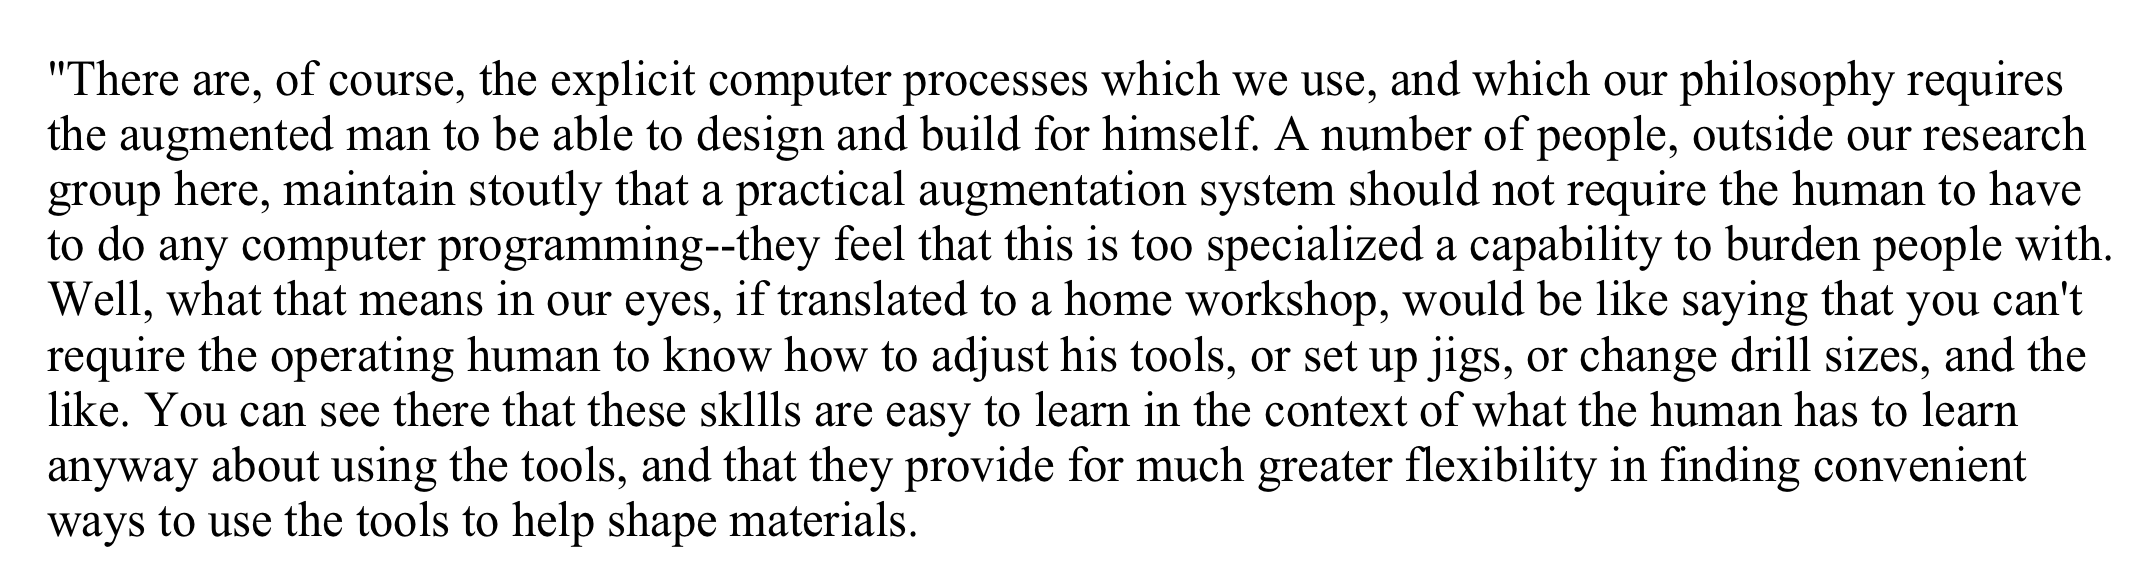 "There are, of course, the explicit computer processes which we use, and which our philosophy requires
the augmented man to be able to design and build for himself. A number of people, outside our research
group here, maintain stoutly that a practical augmentation system should not require the human to have
to do any computer programming--they feel that this is too specialized a capability to burden people with.
Well, what that means in our eyes, if translated to a home workshop, would be like saying that you can't
require the operating human to know how to adjust his tools, or set up jigs, or change drill sizes, and the
like. You can see there that these skllls are easy to learn in the context of what the human has to learn
anyway about using the tools, and that they provide for much greater flexibility in finding convenient
ways to use the tools to help shape materials.